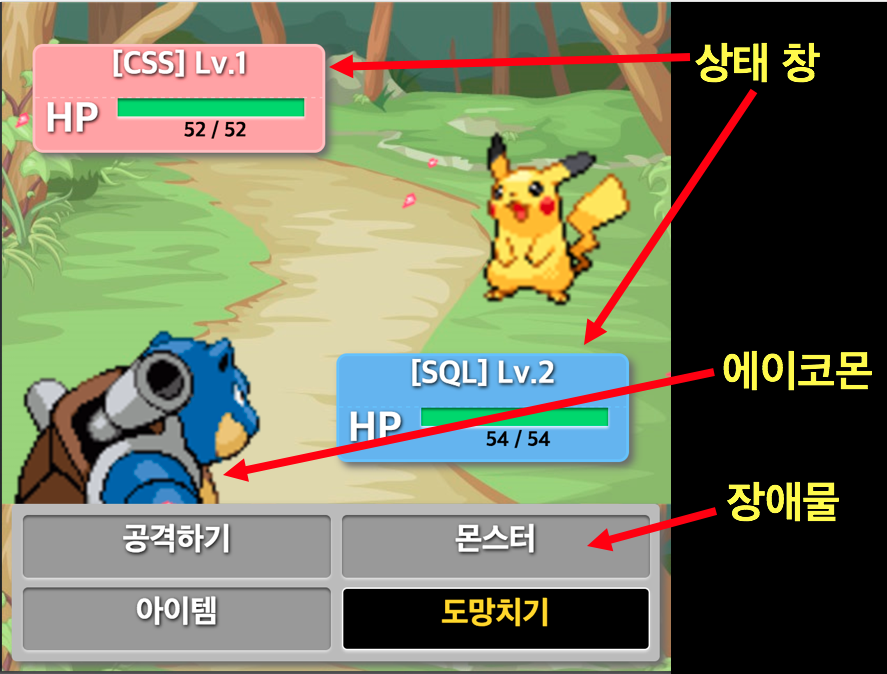 [CSS] Lv.1
HP
52 / 52
상태 창
[SQL] Lv.2
HP
54 / 54
에이코몬
장애물
공격하기
몬스터
아이템
도망치기